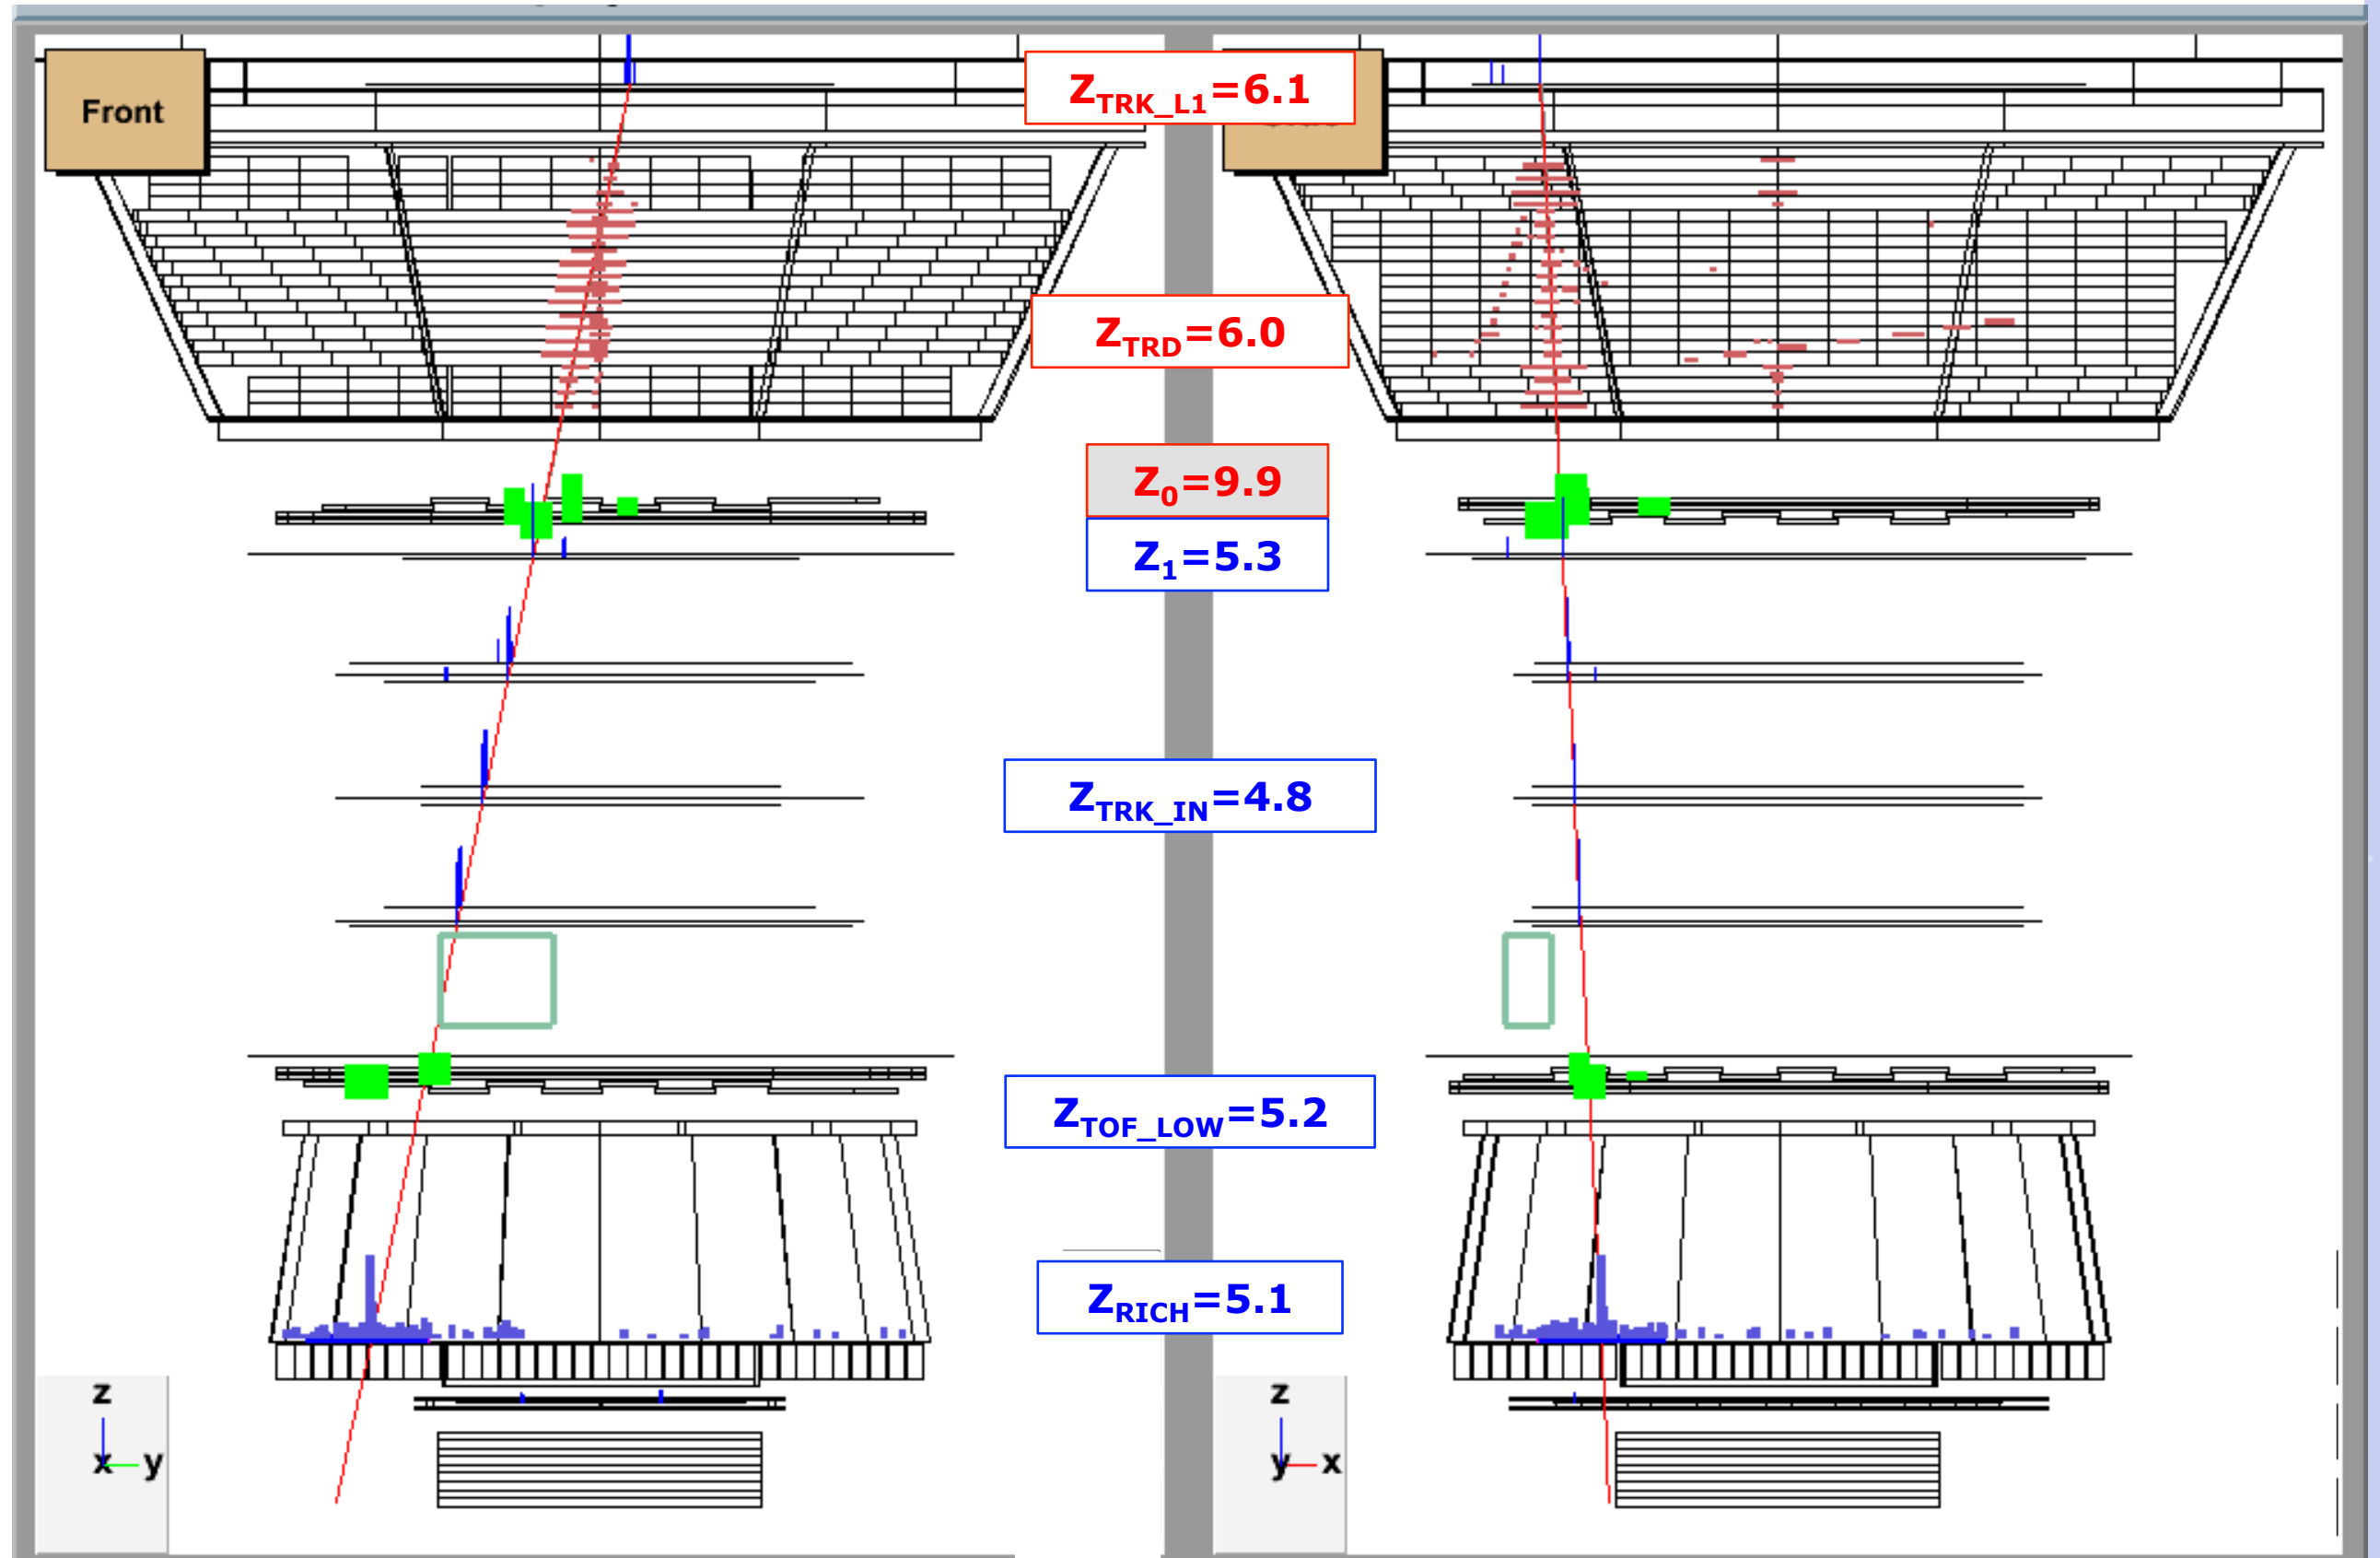 Front
Z_TRK_L1=6.1
Z_TRD=6.0
Z_0=9.9
Z_1=5.3
Z_TRK_IN=4.8
Z_TOF_LOW=5.2
Z_RICH=5.1
z
x y
z
y x